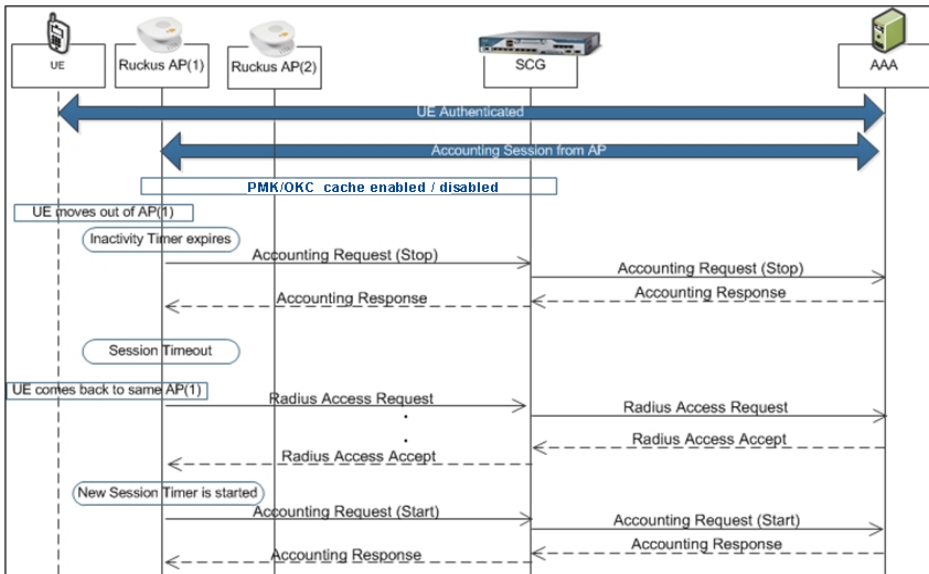 UE
Ruckus AP(1)
Ruckus AP(2)
SCG
AAA
UE Authenticated
Accounting Session from AP
PMK/OKC cache enabled / disabled
UE moves out of AP(1)
Inactivity Timer expires
Accounting Request (Stop)
Accounting Request (Stop)
Accounting Response
Accounting Response
Session Timeout
UE comes back to same AP(1)
Radius Access Request
Radius Access Request
Radius Access Accept
Radius Access Accept
New Session Timer is started
Accounting Request (Start)
Accounting Request (Start)
Accounting Response
Accounting Response